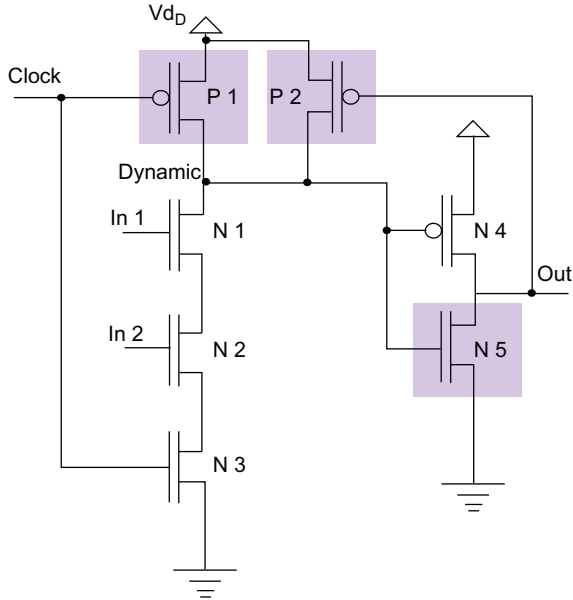 Vd_D
Clock
P 1
P 2
Dynamic
In 1
N 1
N 4
Out
In 2
N 2
N 5
N 3